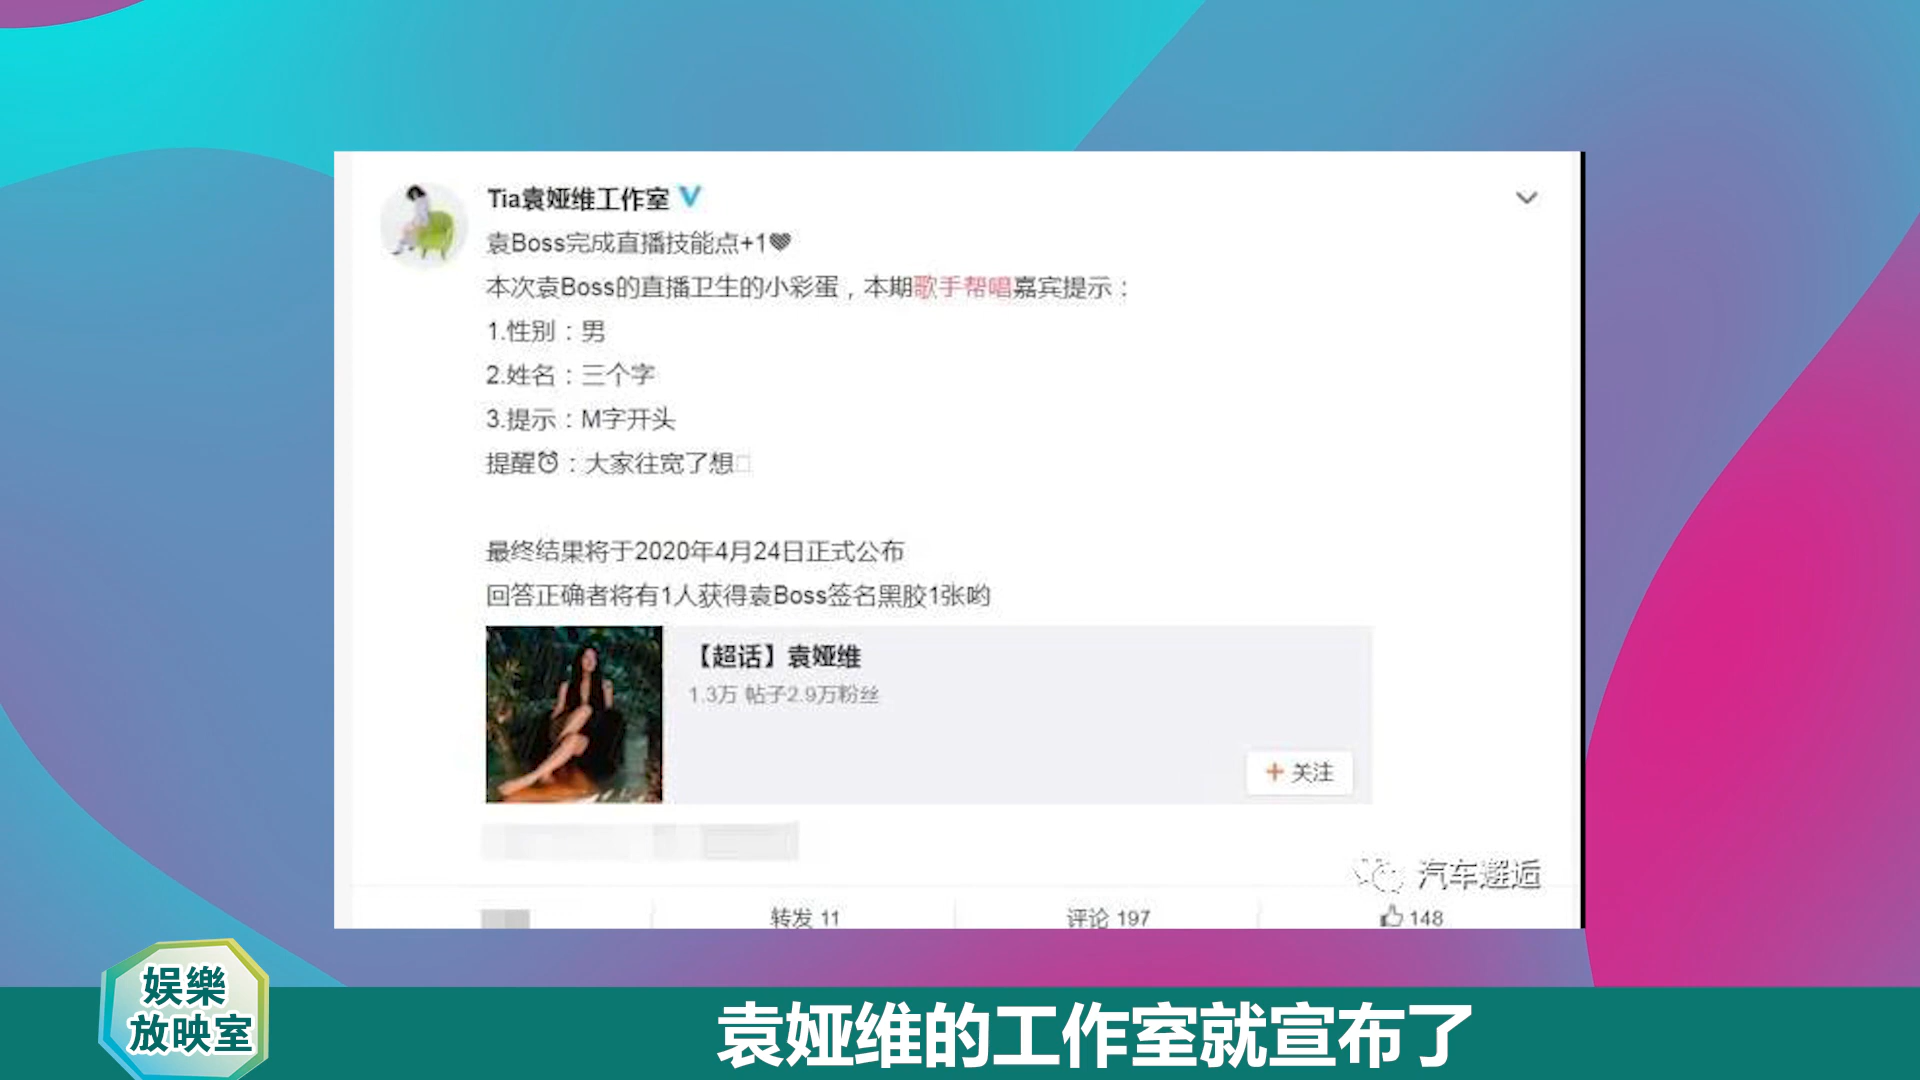 Tia袁娅维工作室
袁Boss完成直播技能点+1
本次袁Boss的直播卫生的小彩蛋，本期歌手帮唱嘉宾提示：
1.性别：男
2.姓名：三个字
3.提示：M字开头
提醒⏰：大家往宽了想
最终结果将于2020年4月24日正式公布
回答正确者将有1人获得袁Boss签名黑胶1张哟
【超话】袁娅维
1.3万 帖子2.9万粉丝
+ 关注
汽车邂逅
转发 11
评论 197
148
娱樂
放映室
袁娅维的工作室就宣布了